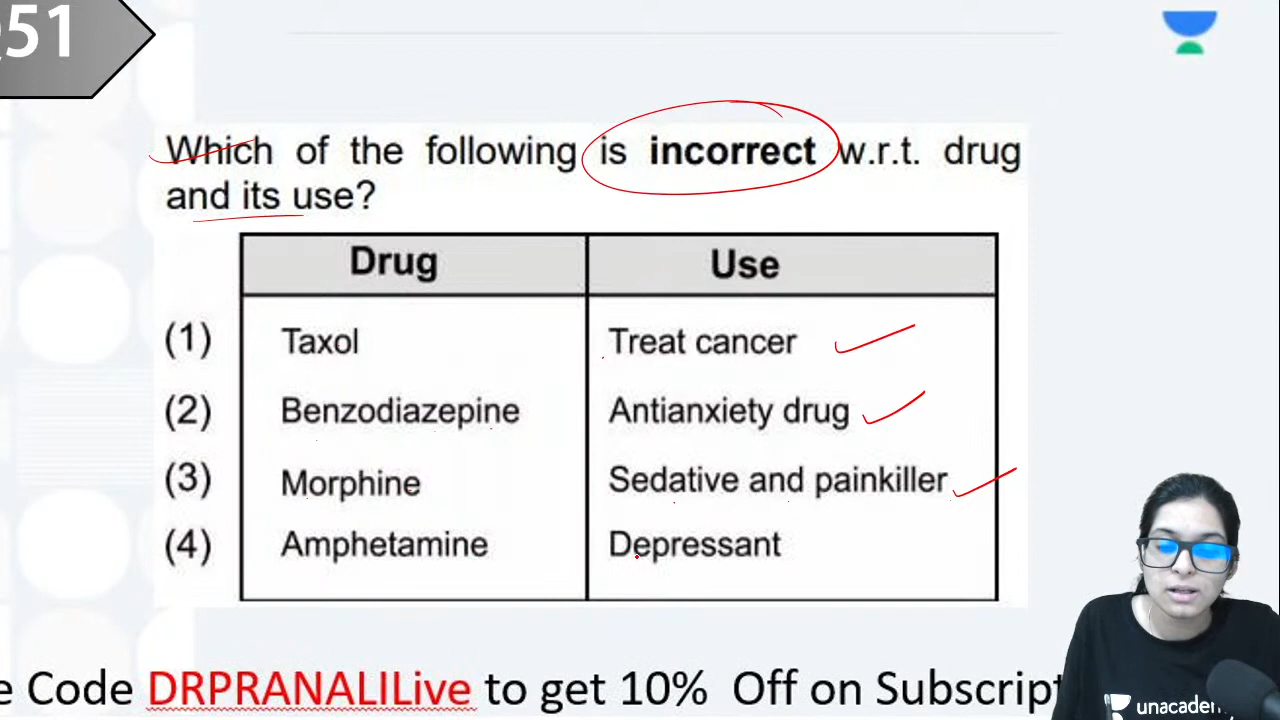 51
Which of the following is incorrect w.r.t. drug
and its use?
Drug Use
(1) Taxol Treat cancer
(2) Benzodiazepine Antianxiety drug
(3) Morphine Sedative and painkiller
(4) Amphetamine Depressant
e Code DRPRANALILive to get 10% Off on Subscript
unacade